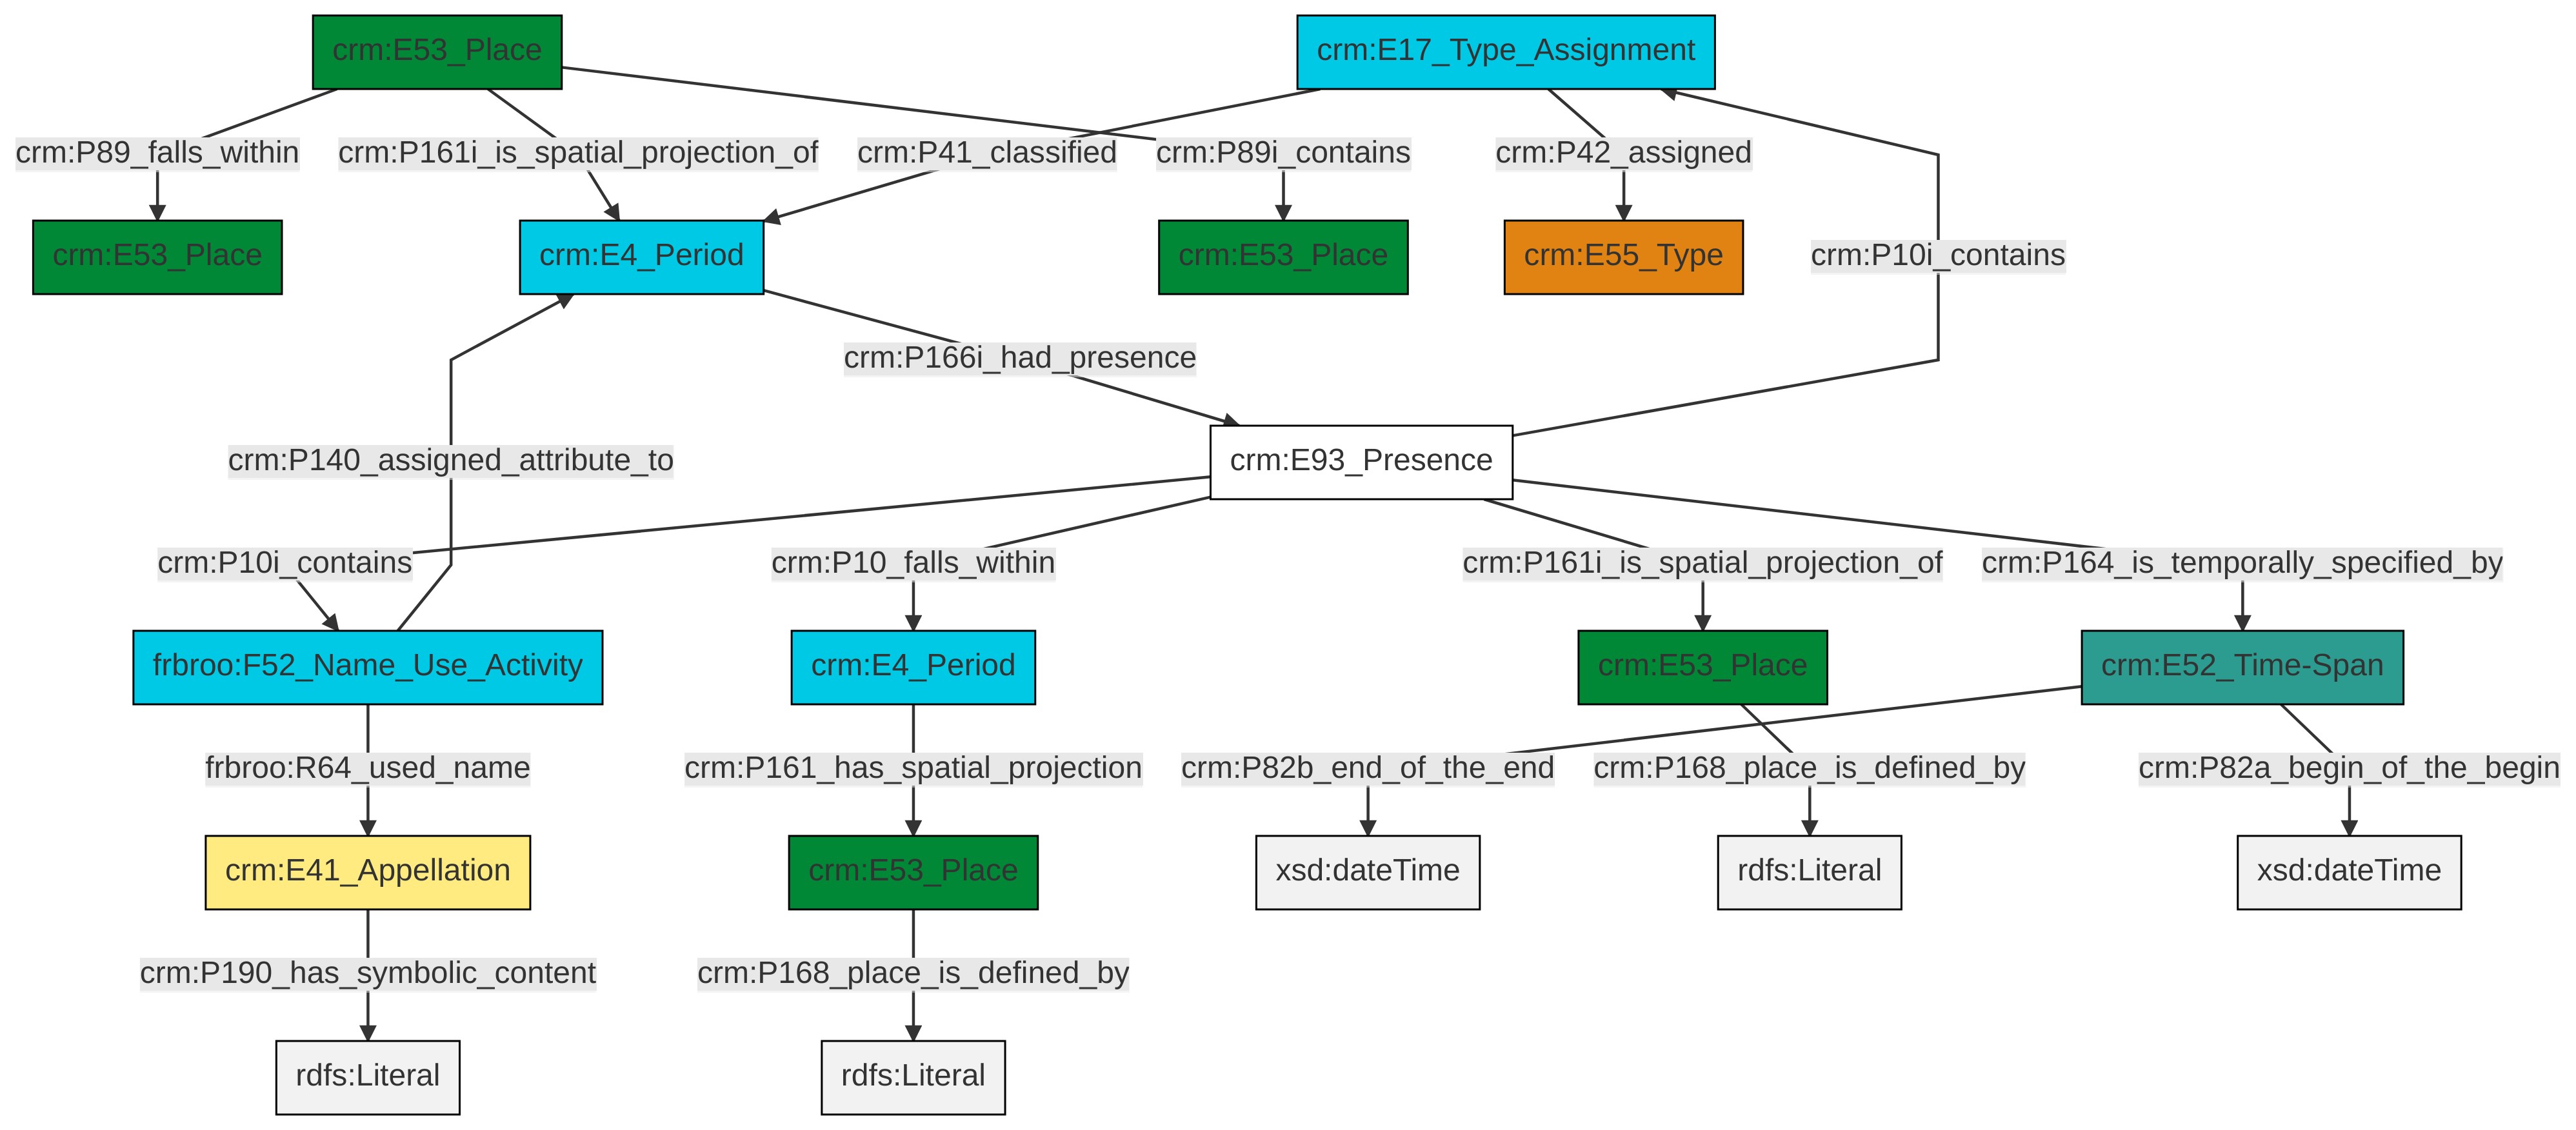 crm:E53_Place
crm:E17_Type_Assignment
crm:P89_falls_within
crm:P161i_is_spatial_projection_of
crm:P41_classified
crm:P89i_contains
crm:P42_assigned
crm:E53_Place
crm:E4_Period
crm:E53_Place
crm:E55_Type
crm:P10i_contains
crm:P166i_had_presence
crm:P140_assigned_attribute_to
crm:E93_Presence
crm:P10i_contains
crm:P10_falls_within
crm:P161i_is_spatial_projection_of
crm:P164_is_temporally_specified_by
frbroo:F52_Name_Use_Activity
crm:E4_Period
crm:E53_Place
crm:E52_Time-Span
frbroo:R64_used_name
crm:P161_has_spatial_projection
crm:P82b_end_of_the_end
crm:P168_place_is_defined_by
crm:P82a_begin_of_the_begin
crm:E41_Appellation
crm:E53_Place
xsd:dateTime
rdfs:Literal
xsd:dateTime
crm:P190_has_symbolic_content
crm:P168_place_is_defined_by
rdfs:Literal
rdfs:Literal